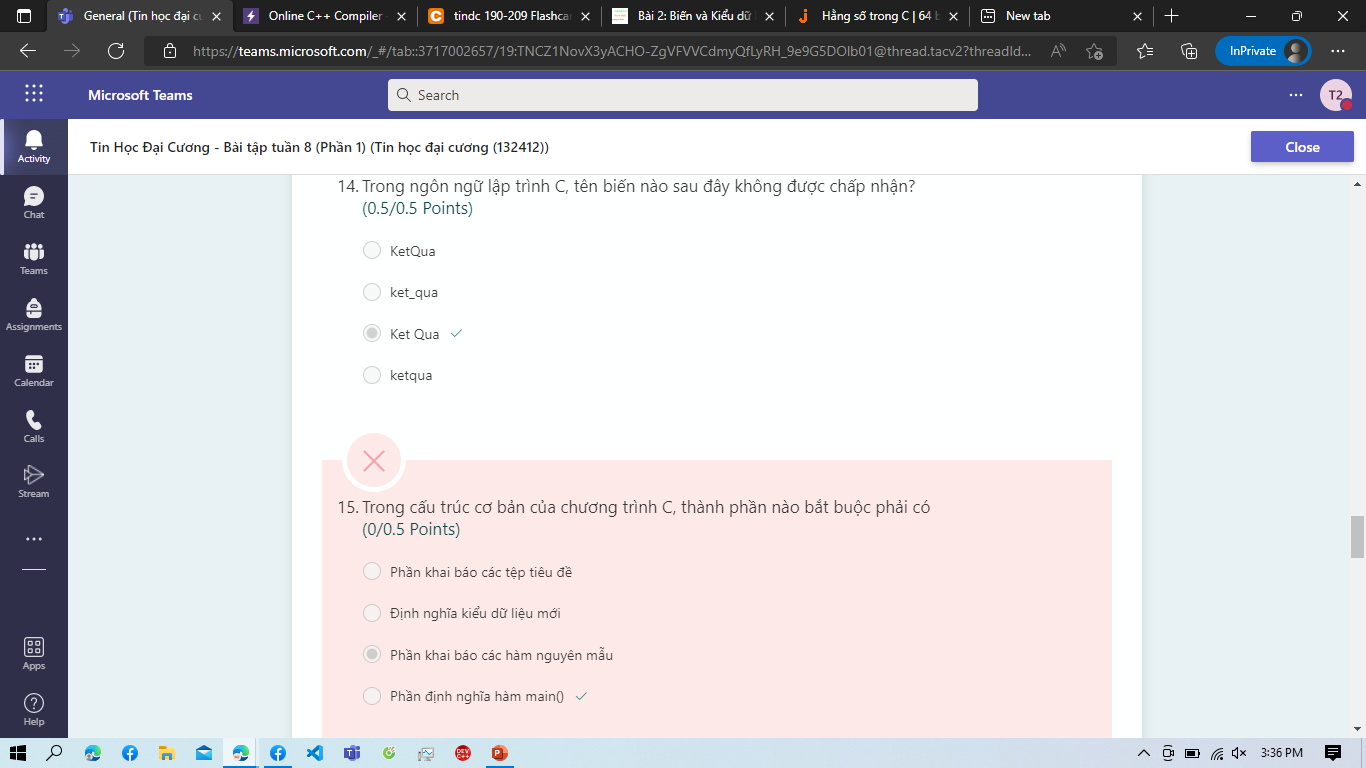 General (Tin học đại cư
Online C++ Compiler
tindc 190-209 Flashcar
Bài 2: Biến và Kiểu dữ
Hằng số trong C | 64 b
New tab
https://teams.microsoft.com/_#/tab::3717002657/19:TNCZ1NovX3yACHO-ZgVFVVCdmyQfLyRH_9e9G5DOIb01@thread.tacv2?threadId...
InPrivate
Microsoft Teams
Search
T2
Tin Học Đại Cương - Bài tập tuần 8 (Phần 1) (Tin học đại cương (132412))
Close
Activity
Chat
Teams
Assignments
Calendar
Calls
Stream
Apps
Help
14. Trong ngôn ngữ lập trình C, tên biến nào sau đây không được chấp nhận?
(0.5/0.5 Points)
KetQua
ket_qua
Ket Qua
ketqua
15. Trong cấu trúc cơ bản của chương trình C, thành phần nào bắt buộc phải có
(0/0.5 Points)
Phần khai báo các tệp tiêu đề
Định nghĩa kiểu dữ liệu mới
Phần khai báo các hàm nguyên mẫu
Phần định nghĩa hàm main()
3:36 PM